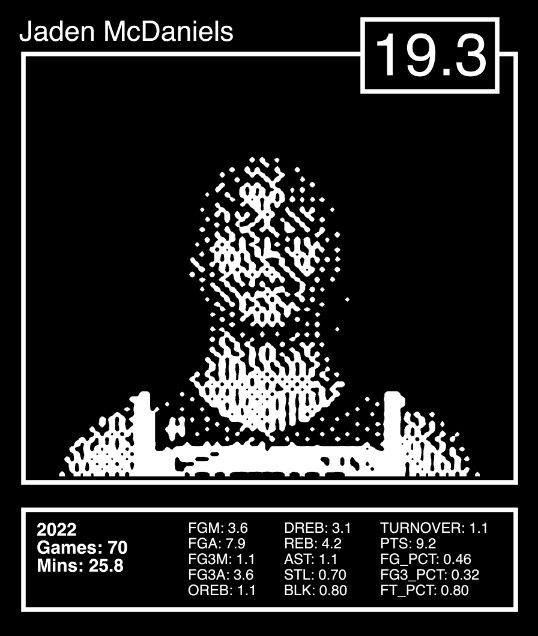 Jaden McDaniels
19.3
2022
Games: 70
Mins: 25.8
FGM: 3.6
FGA: 7.9
FG3M: 1.1
FG3A: 3.6
OREB: 1.1
DREB: 3.1
REB: 4.2
AST: 1.1
STL: 0.70
BLK: 0.80
TURNOVER: 1.1
PTS: 9.2
FG_PCT: 0.46
FG3_PCT: 0.32
FT_PCT: 0.80